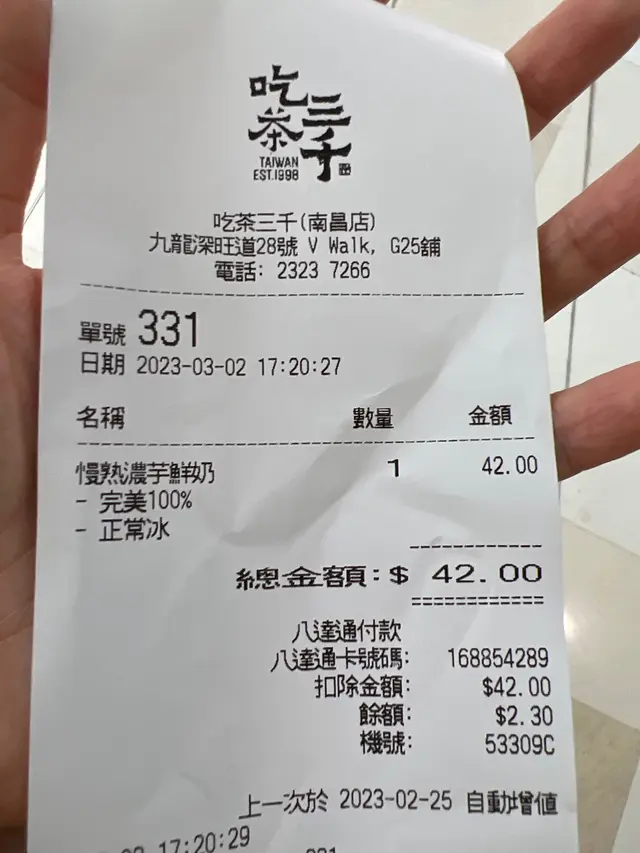 吃茶三千
TAIWAN
EST.1998
吃茶三千(南昌店)
九龍深旺道28號 V Walk, G25舖
電話: 2323 7266
單號 331
日期 2023-03-02 17:20:27
名稱 數量 金額
慢熟濃芋鮮奶 1 42.00
- 完美100%
- 正常冰
總金額:$ 42.00
八達通付款
八達通卡號碼: 168854289
扣除金額: $42.00
餘額: $2.30
機號: 53309C
上一次於 2023-02-25 自動增值
17:20:29